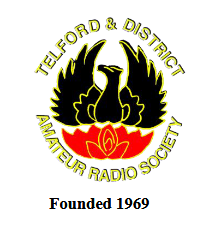 TELFORD & DISTRICT
AMATEUR RADIO SOCIETY
Founded 1969